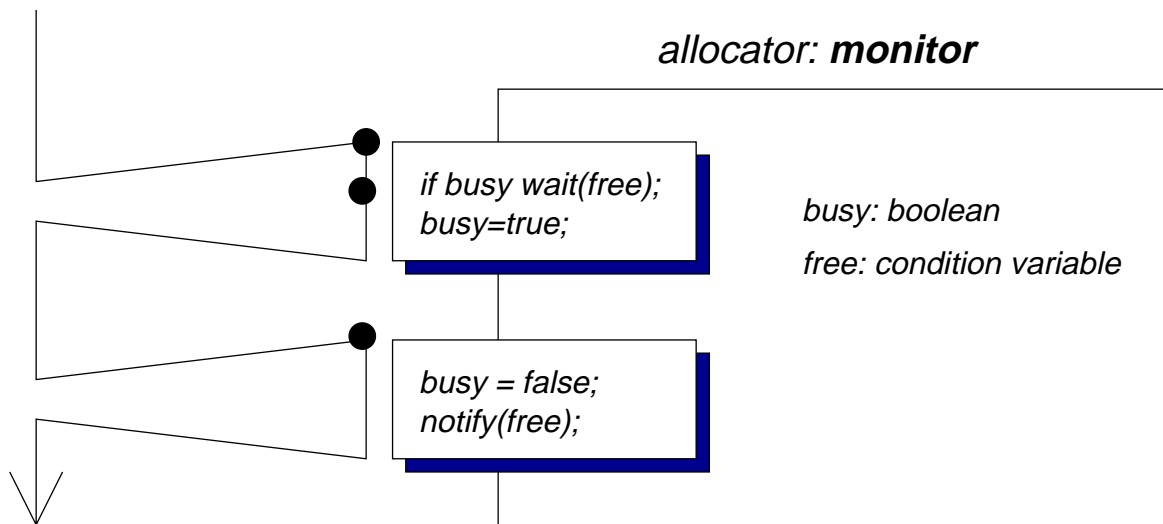 allocator: monitor
if busy wait(free);
busy=true;
busy: boolean
free: condition variable
busy = false;
notify(free);